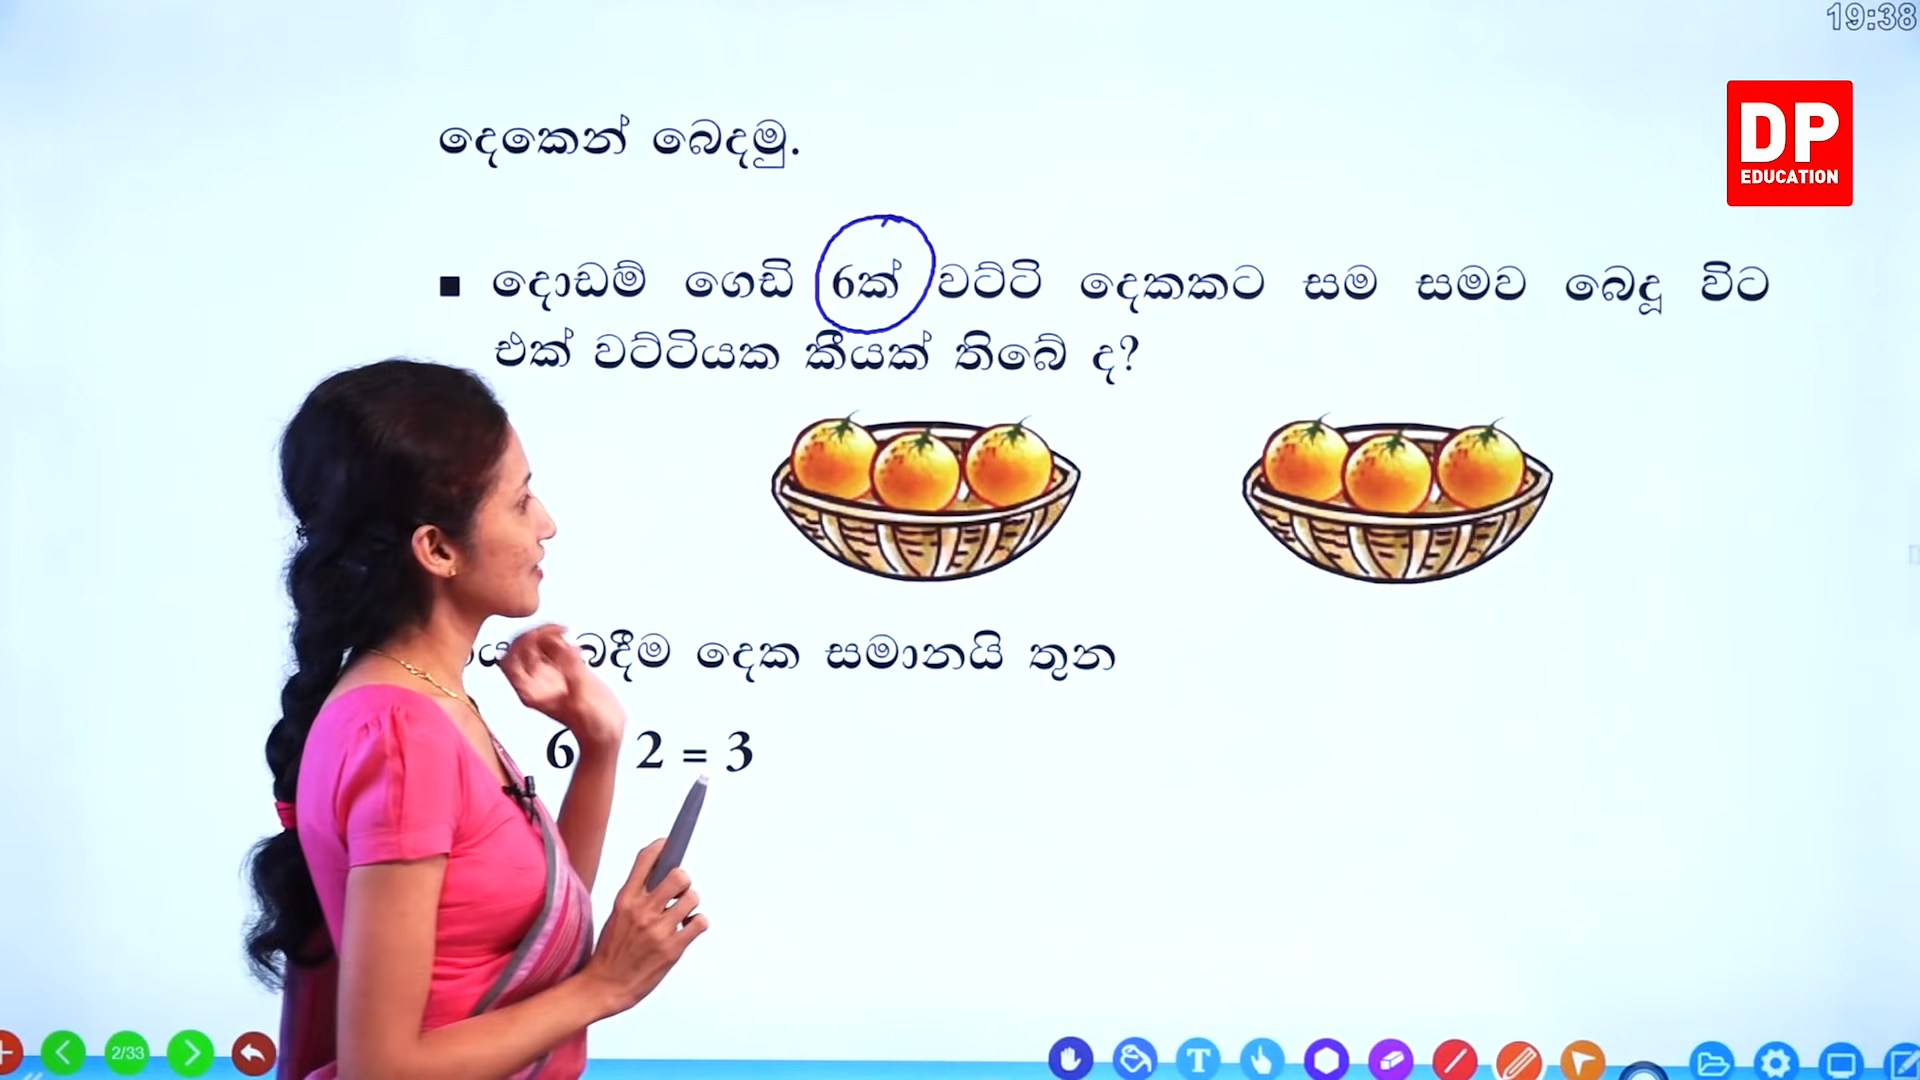 19:38
DP
EDUCATION
දෙකෙන් බෙදමු.
■ දොඩම් ගෙඩි 6ක් වට්ටි දෙකකට සම සමව බෙදූ විට
එක් වට්ටියක කීයක් තිබේ ද?
බෙදීම දෙක සමානයි තුන
6 2 = 3
2/33
T